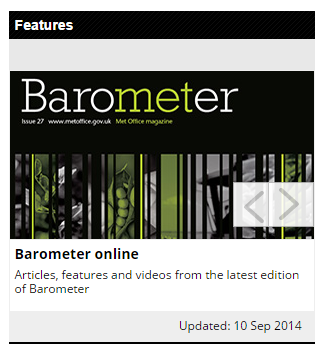 Features
Barometer
Issue 27 www.metoffice.gov.uk Met Office magazine
Barometer online
Articles, features and videos from the latest edition
of Barometer
Updated: 10 Sep 2014